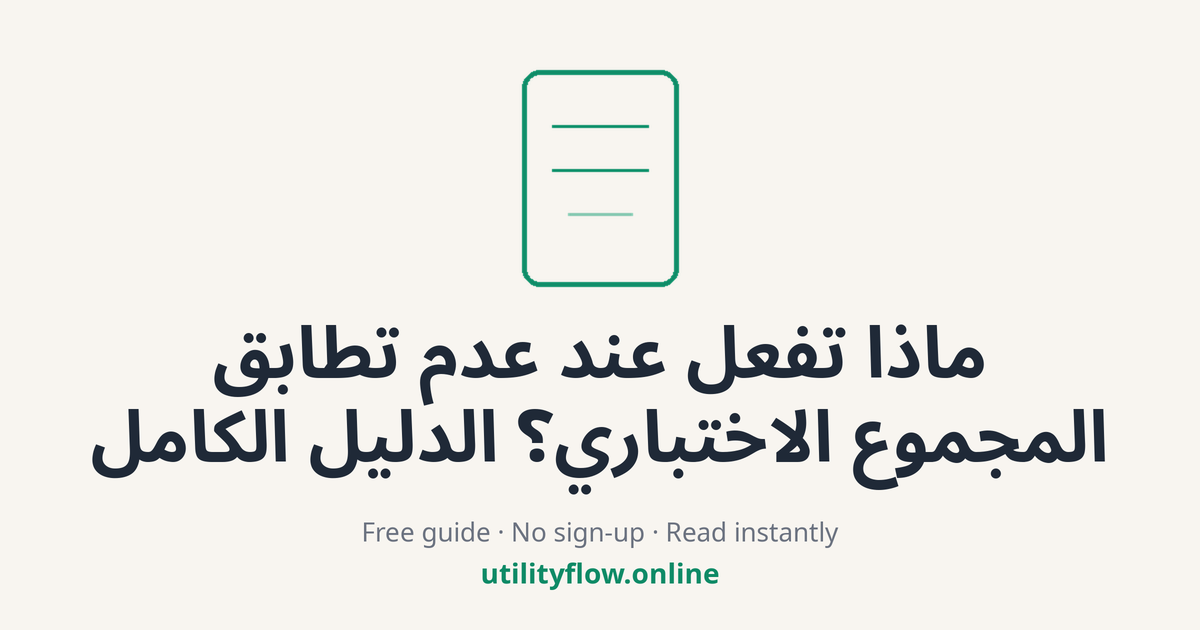 ماذا تفعل عند عدم تطابق
المجموع الاختباري؟ الدليل الكامل
Free guide · No sign-up · Read instantly
utilityflow.online